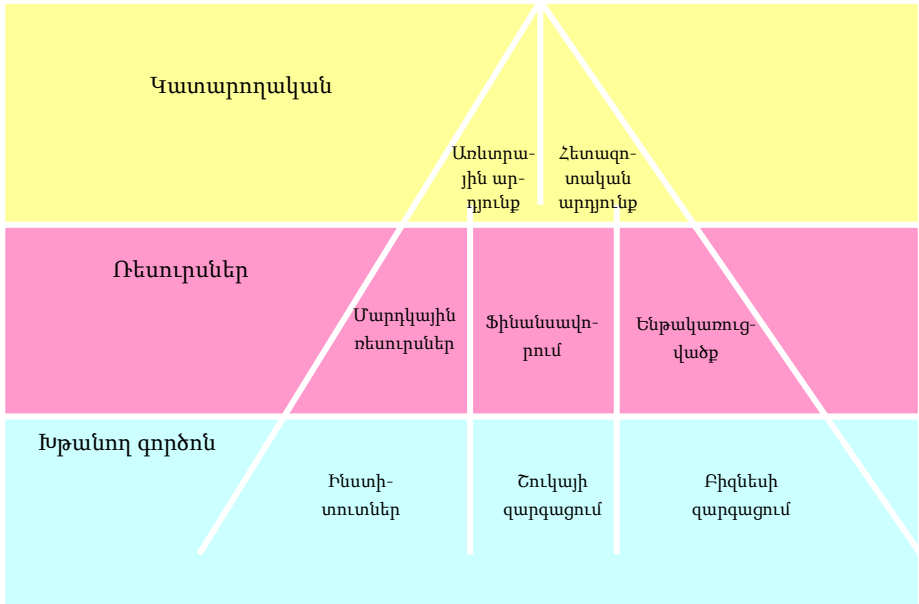 Կատարողական
Առևտրա-
յին ար-
դյունք
Հետազո-
տական
արդյունք
Ռեսուրսներ
Մարդկային
ռեսուրսներ
Ֆինանսավո-
րում
Ենթակառուց-
վածք
Խթանող գործոն
Ինստի-
տուտներ
Շուկայի
զարգացում
Բիզնեսի
զարգացում